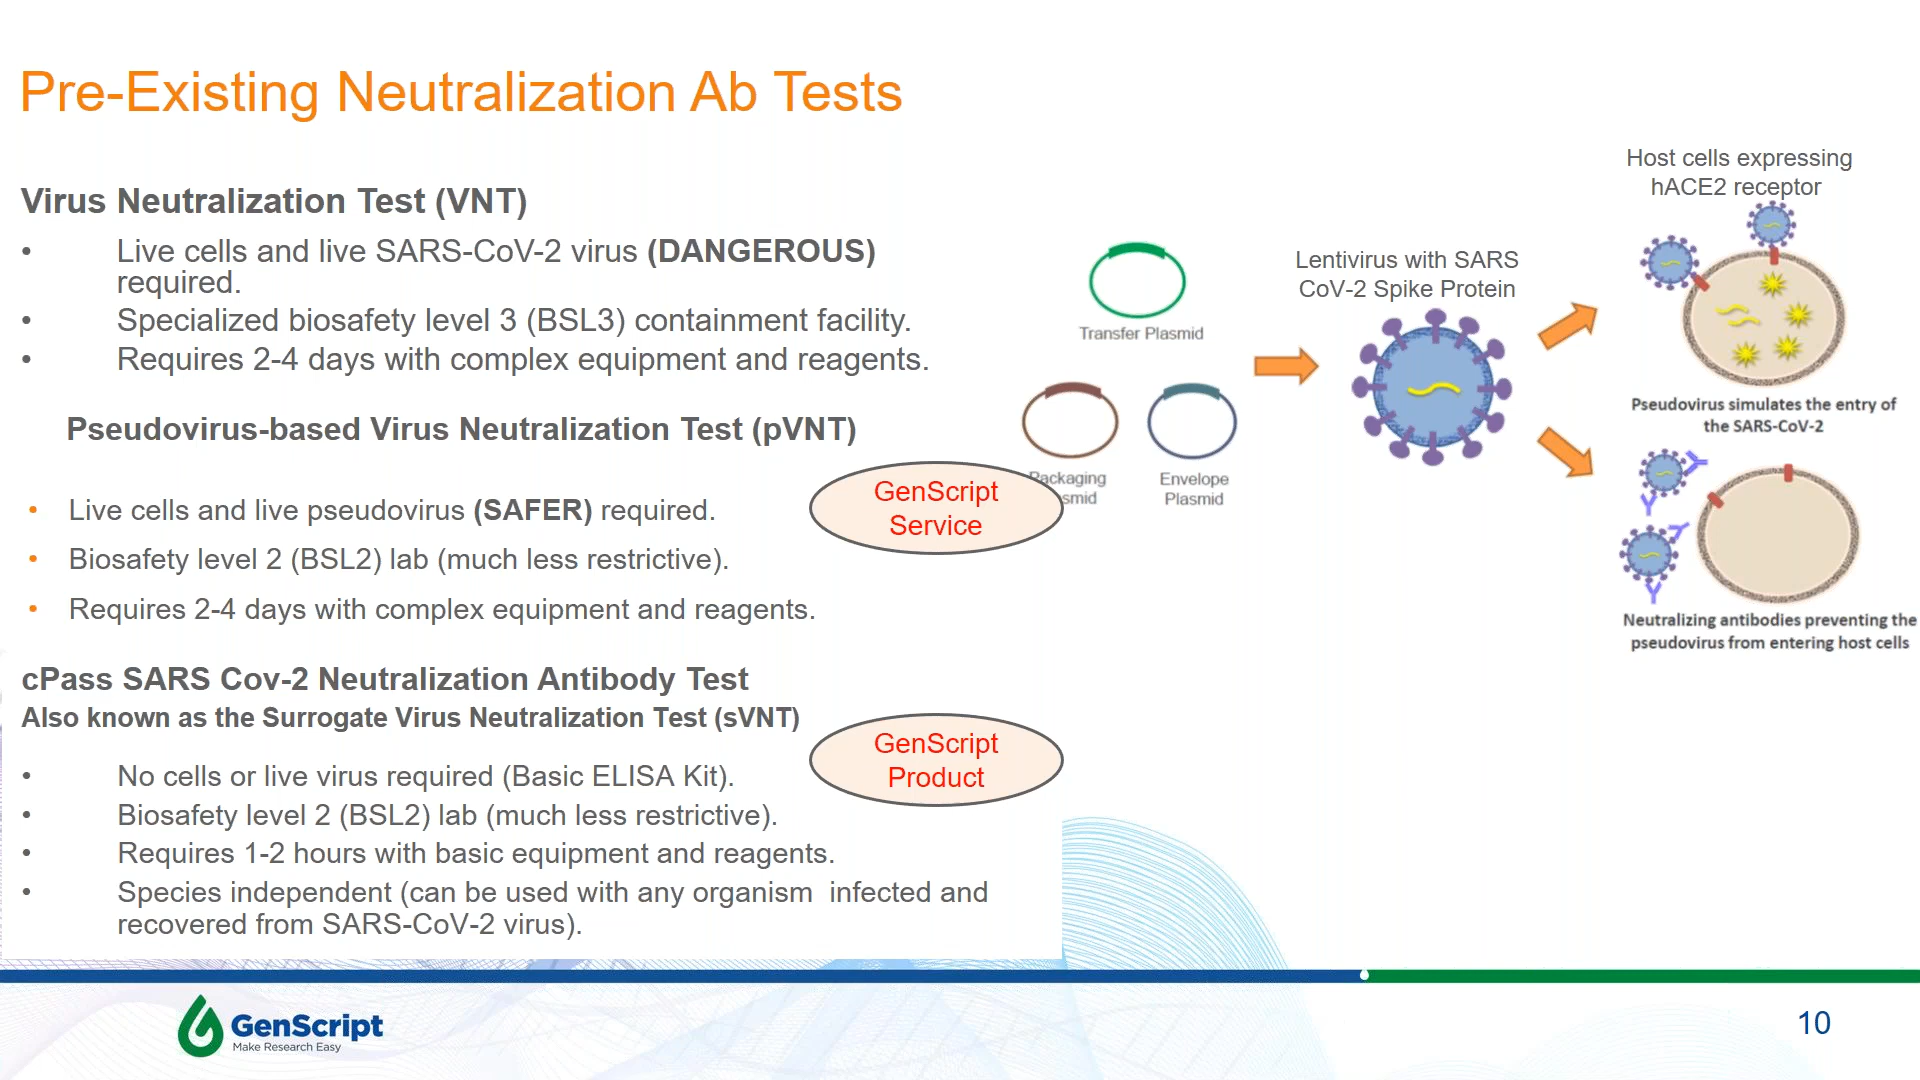 Pre-Existing Neutralization Ab Tests
Virus Neutralization Test (VNT)
• Live cells and live SARS-CoV-2 virus (DANGEROUS)
required.
• Specialized biosafety level 3 (BSL3) containment facility.
• Requires 2-4 days with complex equipment and reagents.
Pseudovirus-based Virus Neutralization Test (pVNT)
• Live cells and live pseudovirus (SAFER) required.
• Biosafety level 2 (BSL2) lab (much less restrictive).
• Requires 2-4 days with complex equipment and reagents.
GenScript
Service
cPass SARS Cov-2 Neutralization Antibody Test
Also known as the Surrogate Virus Neutralization Test (sVNT)
• No cells or live virus required (Basic ELISA Kit).
• Biosafety level 2 (BSL2) lab (much less restrictive).
• Requires 1-2 hours with basic equipment and reagents.
• Species independent (can be used with any organism infected and
recovered from SARS-CoV-2 virus).
GenScript
Product
Transfer Plasmid
Packaging
Envelope
Plasmid
Lentivirus with SARS
CoV-2 Spike Protein
Host cells expressing
hACE2 receptor
Pseudovirus simulates the entry of
the SARS-CoV-2
Neutralizing antibodies preventing the
pseudovirus from entering host cells
GenScript
Make Research Easy
10